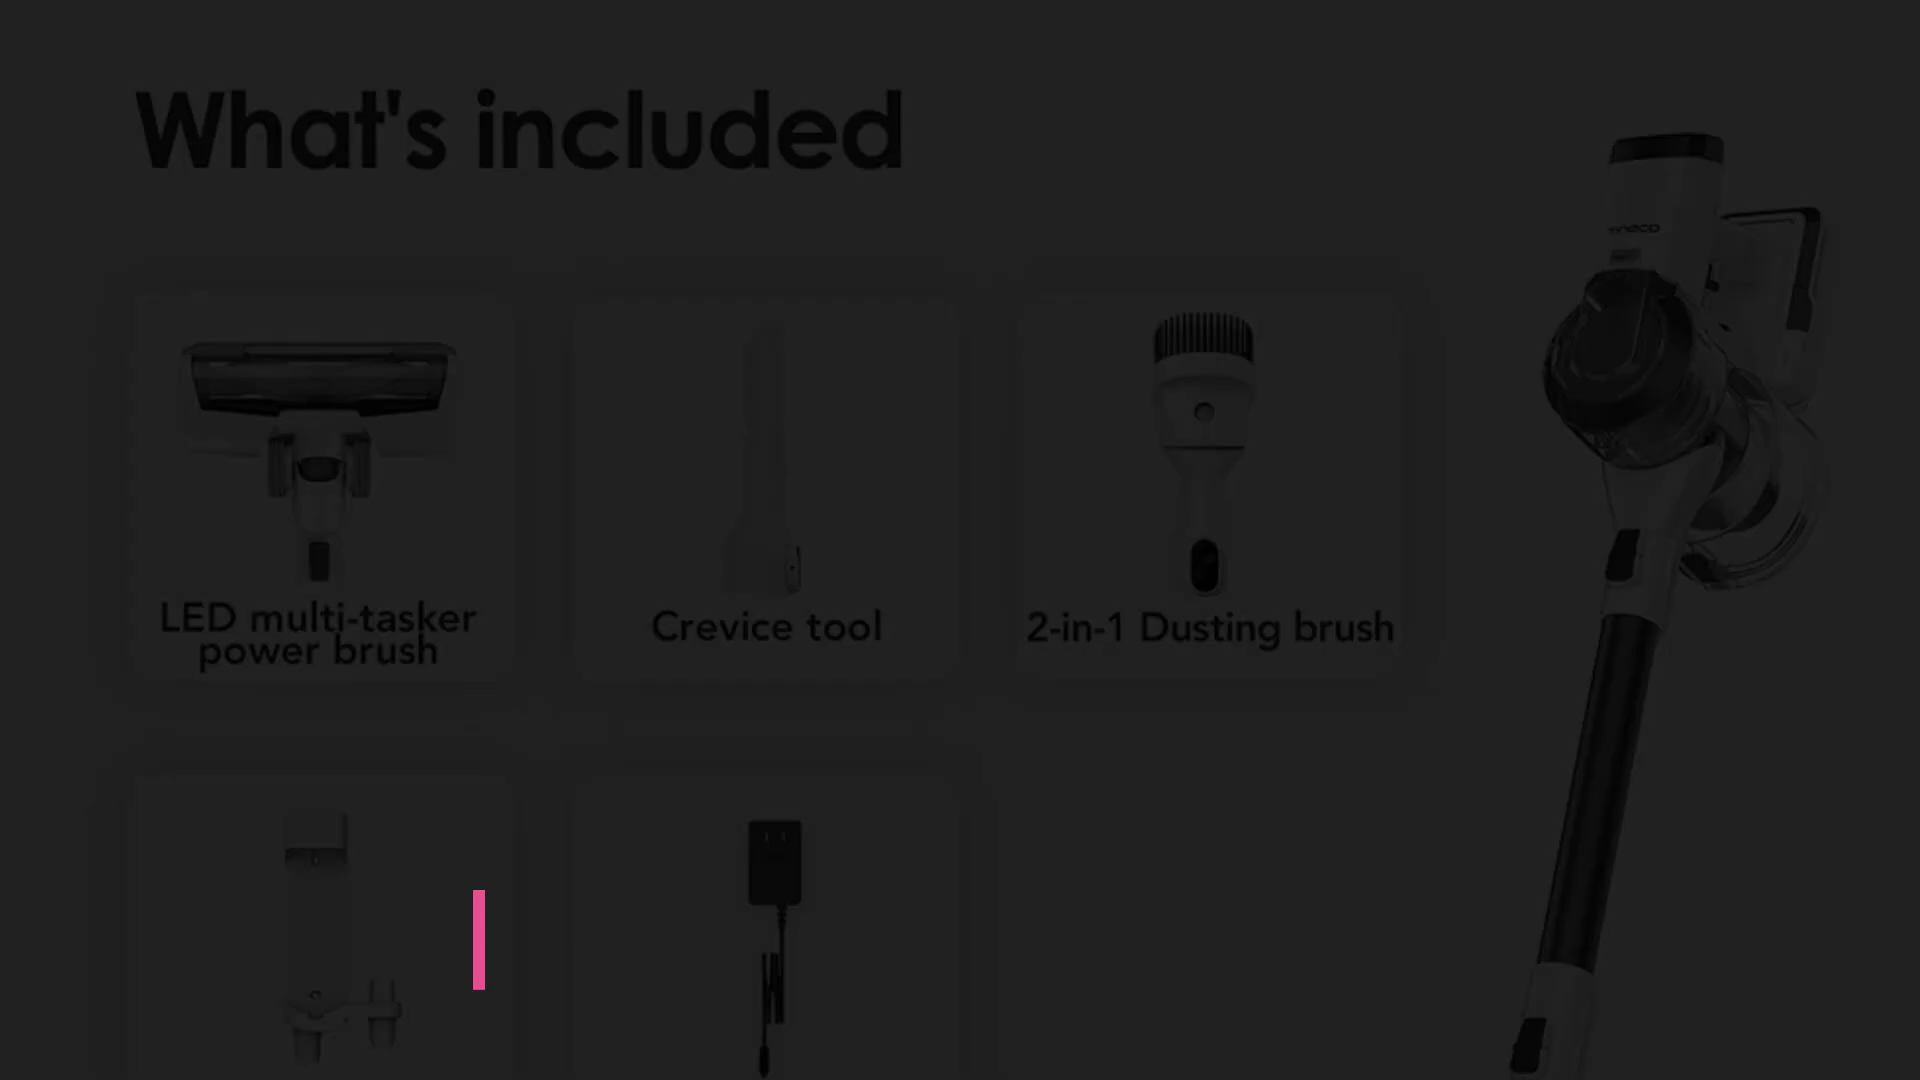 What's included
LED multi-tasker
power brush
Crevice tool
2-in-1 Dusting brush